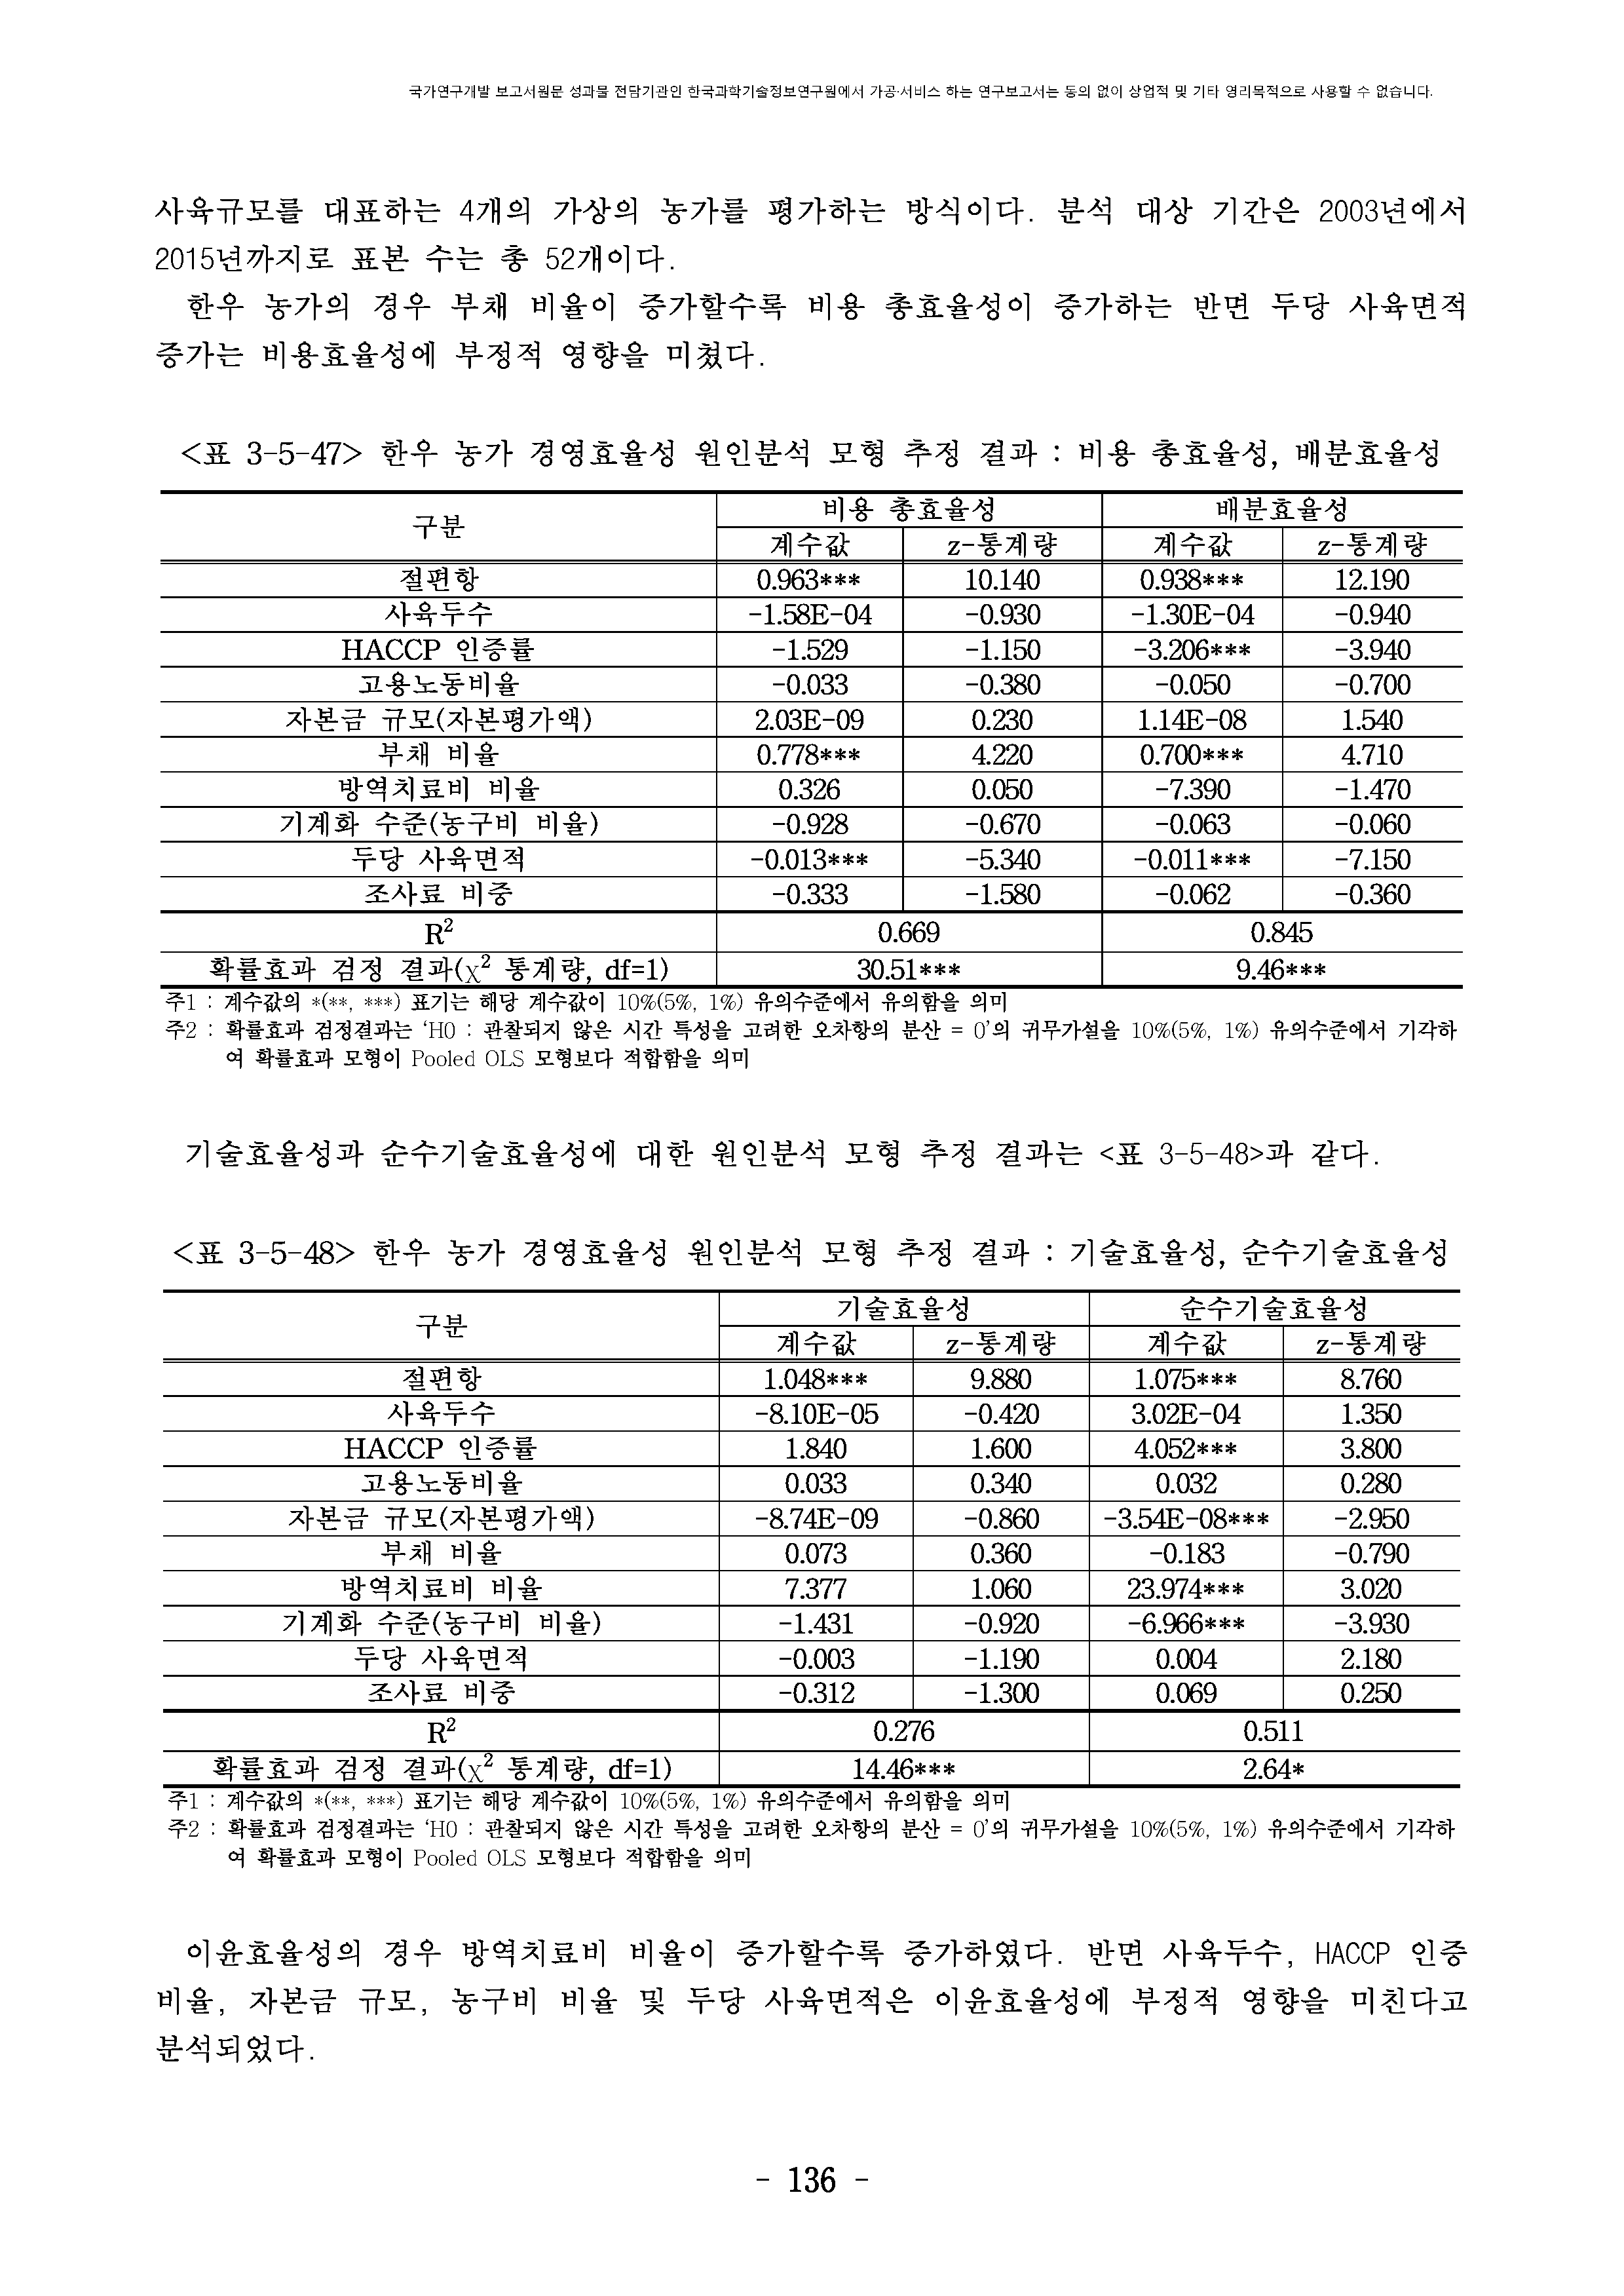 국가연구개발 보고서원문 성과물 전담기관인 한국과학기술정보연구원에서 가공·서비스 하는 연구보고서는 동의 없이 상업적 및 기타 영리목적으로 사용할 수 없습니다.
사육규모를 대표하는 4개의 가상의 농가를 평가하는 방식이다. 분석 대상 기간은 2003년에서
2015년까지로 표본 수는 총 52개이다.
한우 농가의 경우 부채 비율이 증가할수록 비용 총효율성이 증가하는 반면 두당 사육면적
증가는 비용효율성에 부정적 영향을 미쳤다.
<표 3-5-47> 한우 농가 경영효율성 원인분석 모형 추정 결과 : 비용 총효율성, 배분효율성
구분 비용 총효율성 배분효율성
계수값 z-통계량 계수값 z-통계량
절편항 0.963*** 10.140 0.938*** 12.190
사육두수 -1.58E-04 -0.930 -1.30E-04 -0.940
HACCP 인증률 -1.529 -1.150 -3.206*** -3.940
고용노동비율 -0.033 -0.380 -0.050 -0.700
자본금 규모(자본평가액) 2.03E-09 0.230 1.14E-08 1.540
부채 비율 0.778*** 4.220 0.700*** 4.710
방역치료비 비율 0.326 0.050 -7.390 -1.470
기계화 수준(농구비 비율) -0.928 -0.670 -0.063 -0.060
두당 사육면적 -0.013*** -5.340 -0.011*** -7.150
조사료 비중 -0.333 -1.580 -0.062 -0.360
R² 0.669 0.845
확률효과 검정 결과(χ² 통계량, df=1) 30.51*** 9.46***
주1 : 계수값의 *(**, ***) 표기는 해당 계수값이 10%(5%, 1%) 유의수준에서 유의함을 의미
주2 : 확률효과 검정결과는 ‘H0 : 관찰되지 않은 시간 특성을 고려한 오차항의 분산 = 0’의 귀무가설을 10%(5%, 1%) 유의수준에서 기각하
여 확률효과 모형이 Pooled OLS 모형보다 적합함을 의미
기술효율성과 순수기술효율성에 대한 원인분석 모형 추정 결과는 <표 3-5-48>과 같다.
<표 3-5-48> 한우 농가 경영효율성 원인분석 모형 추정 결과 : 기술효율성, 순수기술효율성
구분 기술효율성 순수기술효율성
계수값 z-통계량 계수값 z-통계량
절편항 1.048*** 9.880 1.075*** 8.760
사육두수 -8.10E-05 -0.420 3.02E-04 1.350
HACCP 인증률 1.840 1.600 4.052*** 3.800
고용노동비율 0.033 0.340 0.032 0.280
자본금 규모(자본평가액) -8.74E-09 -0.860 -3.54E-08*** -2.950
부채 비율 0.073 0.360 -0.183 -0.790
방역치료비 비율 7.377 1.060 23.974*** 3.020
기계화 수준(농구비 비율) -1.431 -0.920 -6.966*** -3.930
두당 사육면적 -0.003 -1.190 0.004 2.180
조사료 비중 -0.312 -1.300 0.069 0.250
R² 0.276 0.511
확률효과 검정 결과(χ² 통계량, df=1) 14.46*** 2.64*
주1 : 계수값의 *(**, ***) 표기는 해당 계수값이 10%(5%, 1%) 유의수준에서 유의함을 의미
주2 : 확률효과 검정결과는 ‘H0 : 관찰되지 않은 시간 특성을 고려한 오차항의 분산 = 0’의 귀무가설을 10%(5%, 1%) 유의수준에서 기각하
여 확률효과 모형이 Pooled OLS 모형보다 적합함을 의미
이윤효율성의 경우 방역치료비 비율이 증가할수록 증가하였다. 반면 사육두수, HACCP 인증
비율, 자본금 규모, 농구비 비율 및 두당 사육면적은 이윤효율성에 부정적 영향을 미친다고
분석되었다.
- 136 -